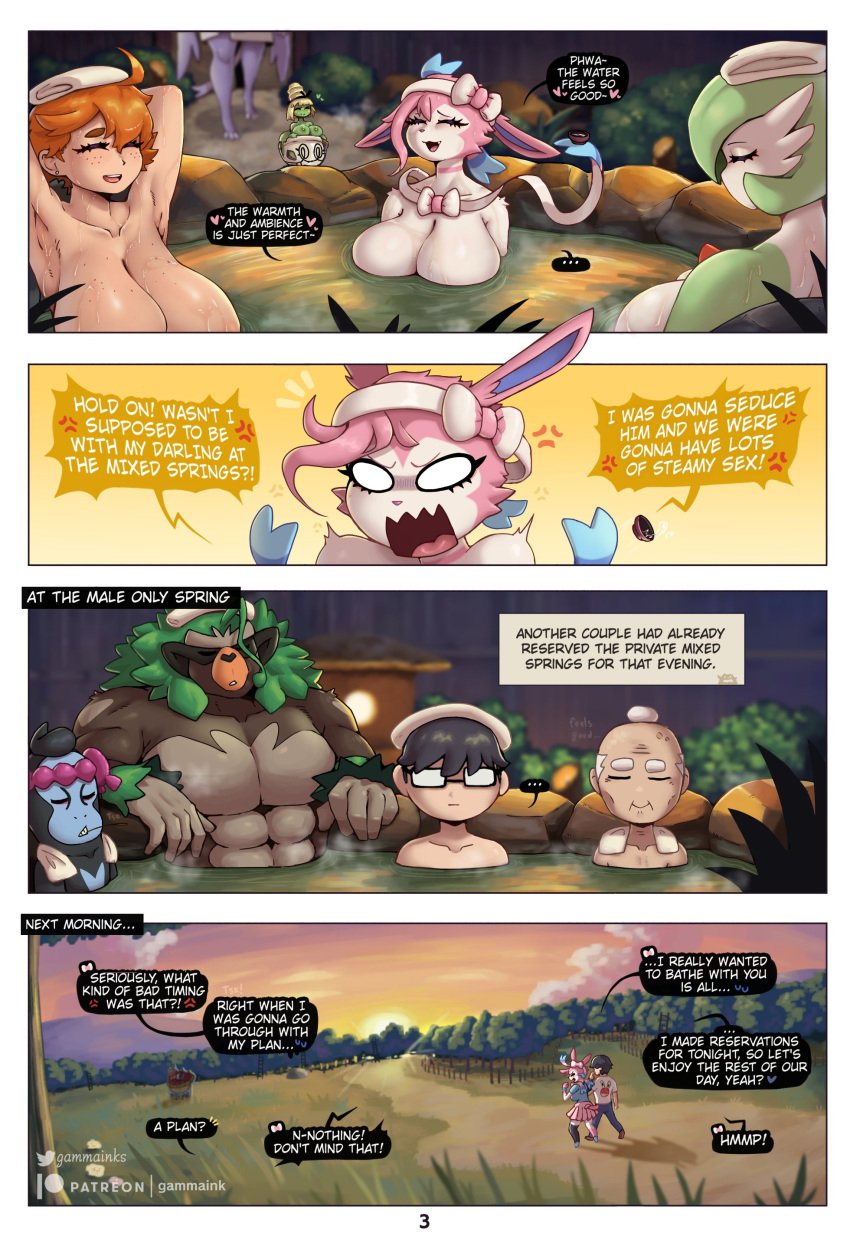 PHWA~
THE WATER
FEELS SO
GOOD~
THE WARMTH
AND AMBIENCE
IS JUST PERFECT~
...
HOLD ON! WASN'T I
SUPPOSED TO BE
WITH MY DARLING AT
THE MIXED SPRINGS?!
I WAS GONNA SEDUCE
HIM AND WE WERE
GONNA HAVE LOTS
OF STEAMY SEX!
AT THE MALE ONLY SPRING
ANOTHER COUPLE HAD ALREADY
RESERVED THE PRIVATE MIXED
SPRINGS FOR THAT EVENING.
feels
good...
...
NEXT MORNING...
SERIOUSLY, WHAT
KIND OF BAD TIMING
WAS THAT?!
Tsk!
RIGHT WHEN I
WAS GONNA GO
THROUGH WITH
MY PLAN...
...I REALLY WANTED
TO BATHE WITH YOU
IS ALL...
...
I MADE RESERVATIONS
FOR TONIGHT, SO LET'S
ENJOY THE REST OF OUR
DAY, YEAH?
A PLAN?
N-NOTHING!
DON'T MIND THAT!
HMMP!
gammainks
PATREON | gammaink
3